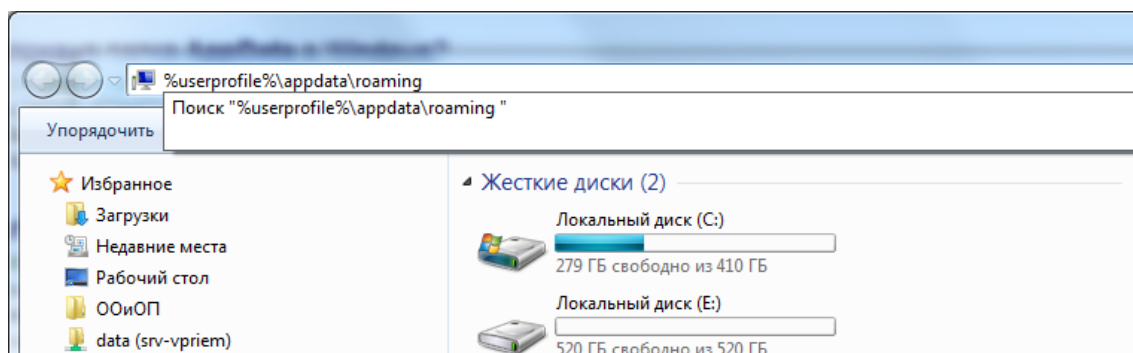 %userprofile%\appdata\roaming
Поиск "%userprofile%\appdata\roaming "
Упорядочить
Избранное
Загрузки
Недавние места
Рабочий стол
ООиОП
data (srv-vpriem)
Жесткие диски (2)
Локальный диск (C:)
279 ГБ свободно из 410 ГБ
Локальный диск (E:)
520 ГБ свободно из 520 ГБ